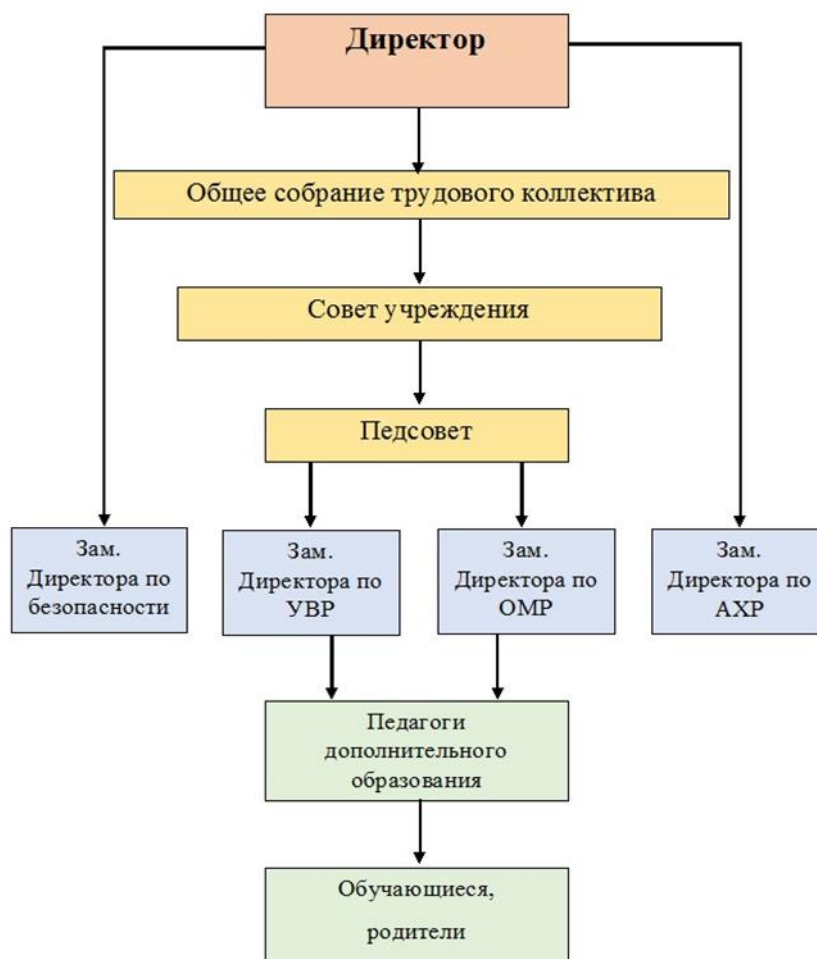 Директор
Общее собрание трудового коллектива
Совет учреждения
Педсовет
Зам.
Директора по
безопасности
Зам.
Директора по
УВР
Зам.
Директора по
ОМР
Зам.
Директора по
АХР
Педагоги
дополнительного
образования
Обучающиеся,
родители